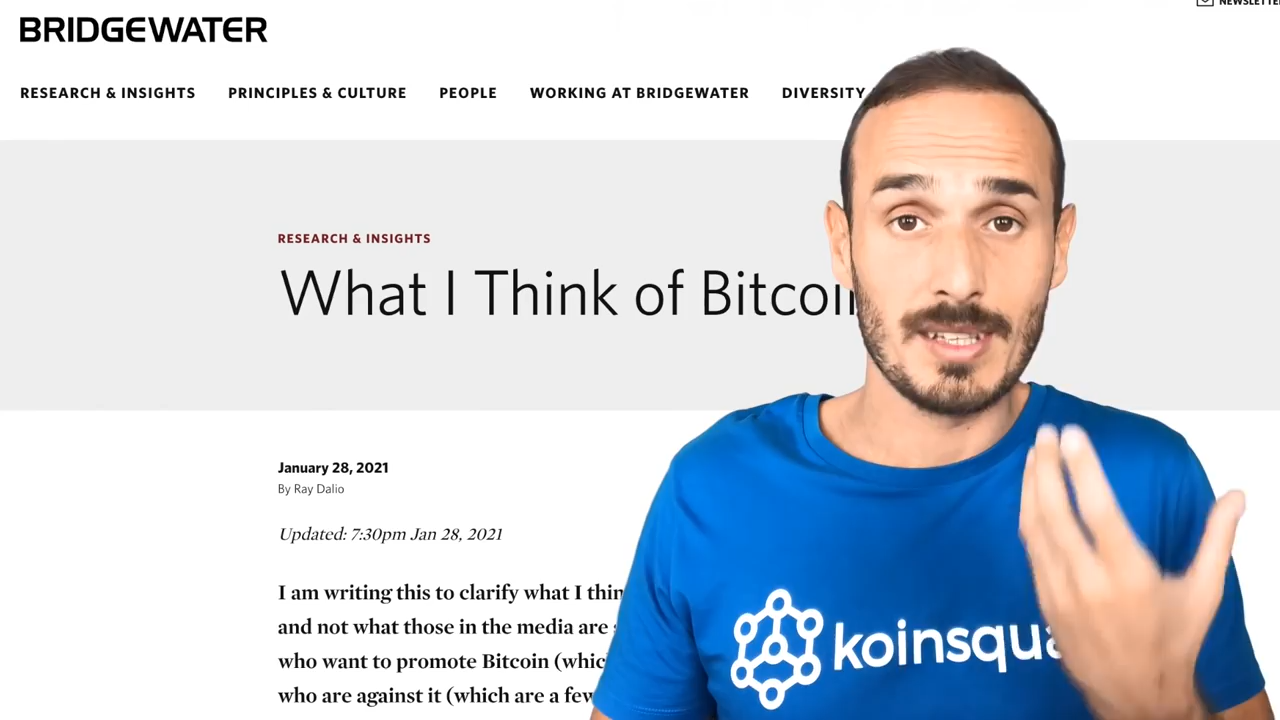 NEWSLETTE
BRIDGEWATER
RESEARCH & INSIGHTS PRINCIPLES & CULTURE PEOPLE WORKING AT BRIDGEWATER DIVERSITY
RESEARCH & INSIGHTS
What I Think of Bitcoin
January 28, 2021
By Ray Dalio
Updated: 7:30pm Jan 28, 2021
I am writing this to clarify what I thin
and not what those in the media are
who want to promote Bitcoin (whic
who are against it (which are a few
koinsqua